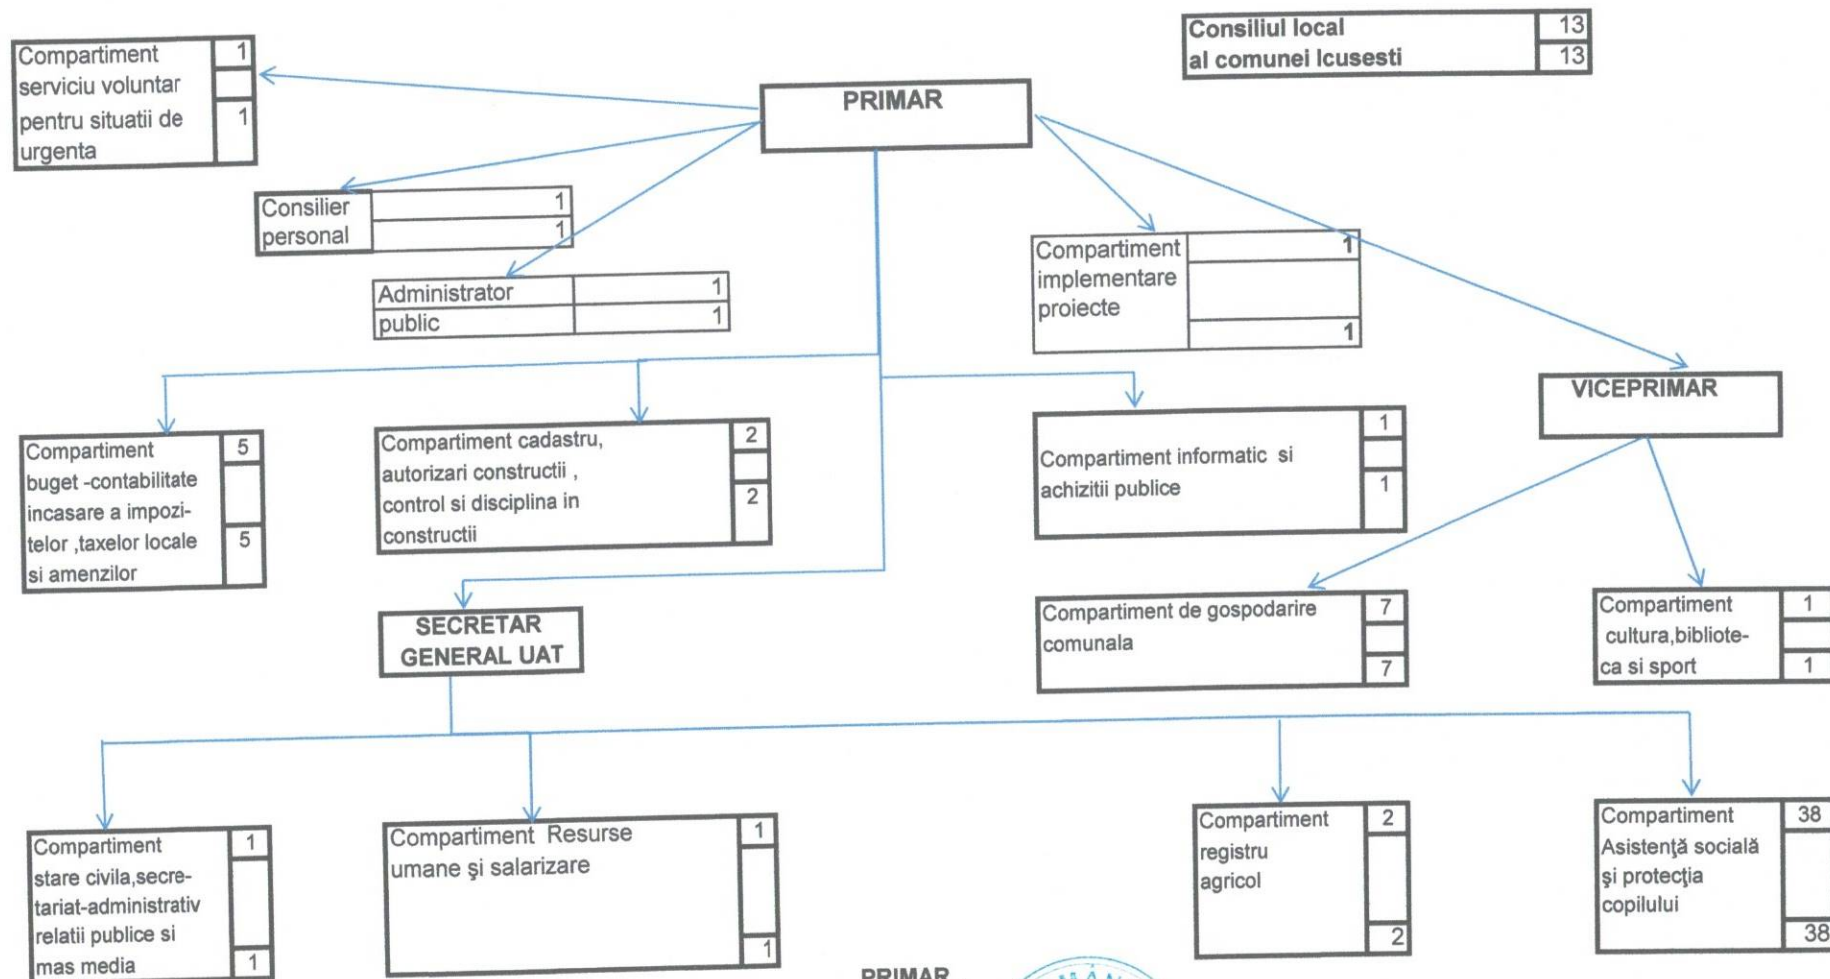 Consiliul local 13
al comunei Icusesti 13
Compartiment 1
serviciu voluntar
pentru situatii de 1
urgenta
PRIMAR
Consilier 1
personal 1
Administrator 1
public 1
Compartiment 1
implementare
proiecte
1
VICEPRIMAR
Compartiment 5
buget -contabilitate
incasare a impozi-
telor ,taxelor locale 5
si amenzilor
Compartiment cadastru, 2
autorizari constructii ,
control si disciplina in 2
constructii
1
Compartiment informatic si
achizitii publice 1
SECRETAR
GENERAL UAT
Compartiment de gospodarire 7
comunala
7
Compartiment 1
cultura,bibliote-
ca si sport 1
Compartiment 1
stare civila,secre-
tariat-administrativ
relatii publice si
mas media 1
Compartiment Resurse 1
umane şi salarizare
1
Compartiment 2
registru
agricol
2
Compartiment 38
Asistenţă socială
şi protecţia
copilului
38
PRIMAR